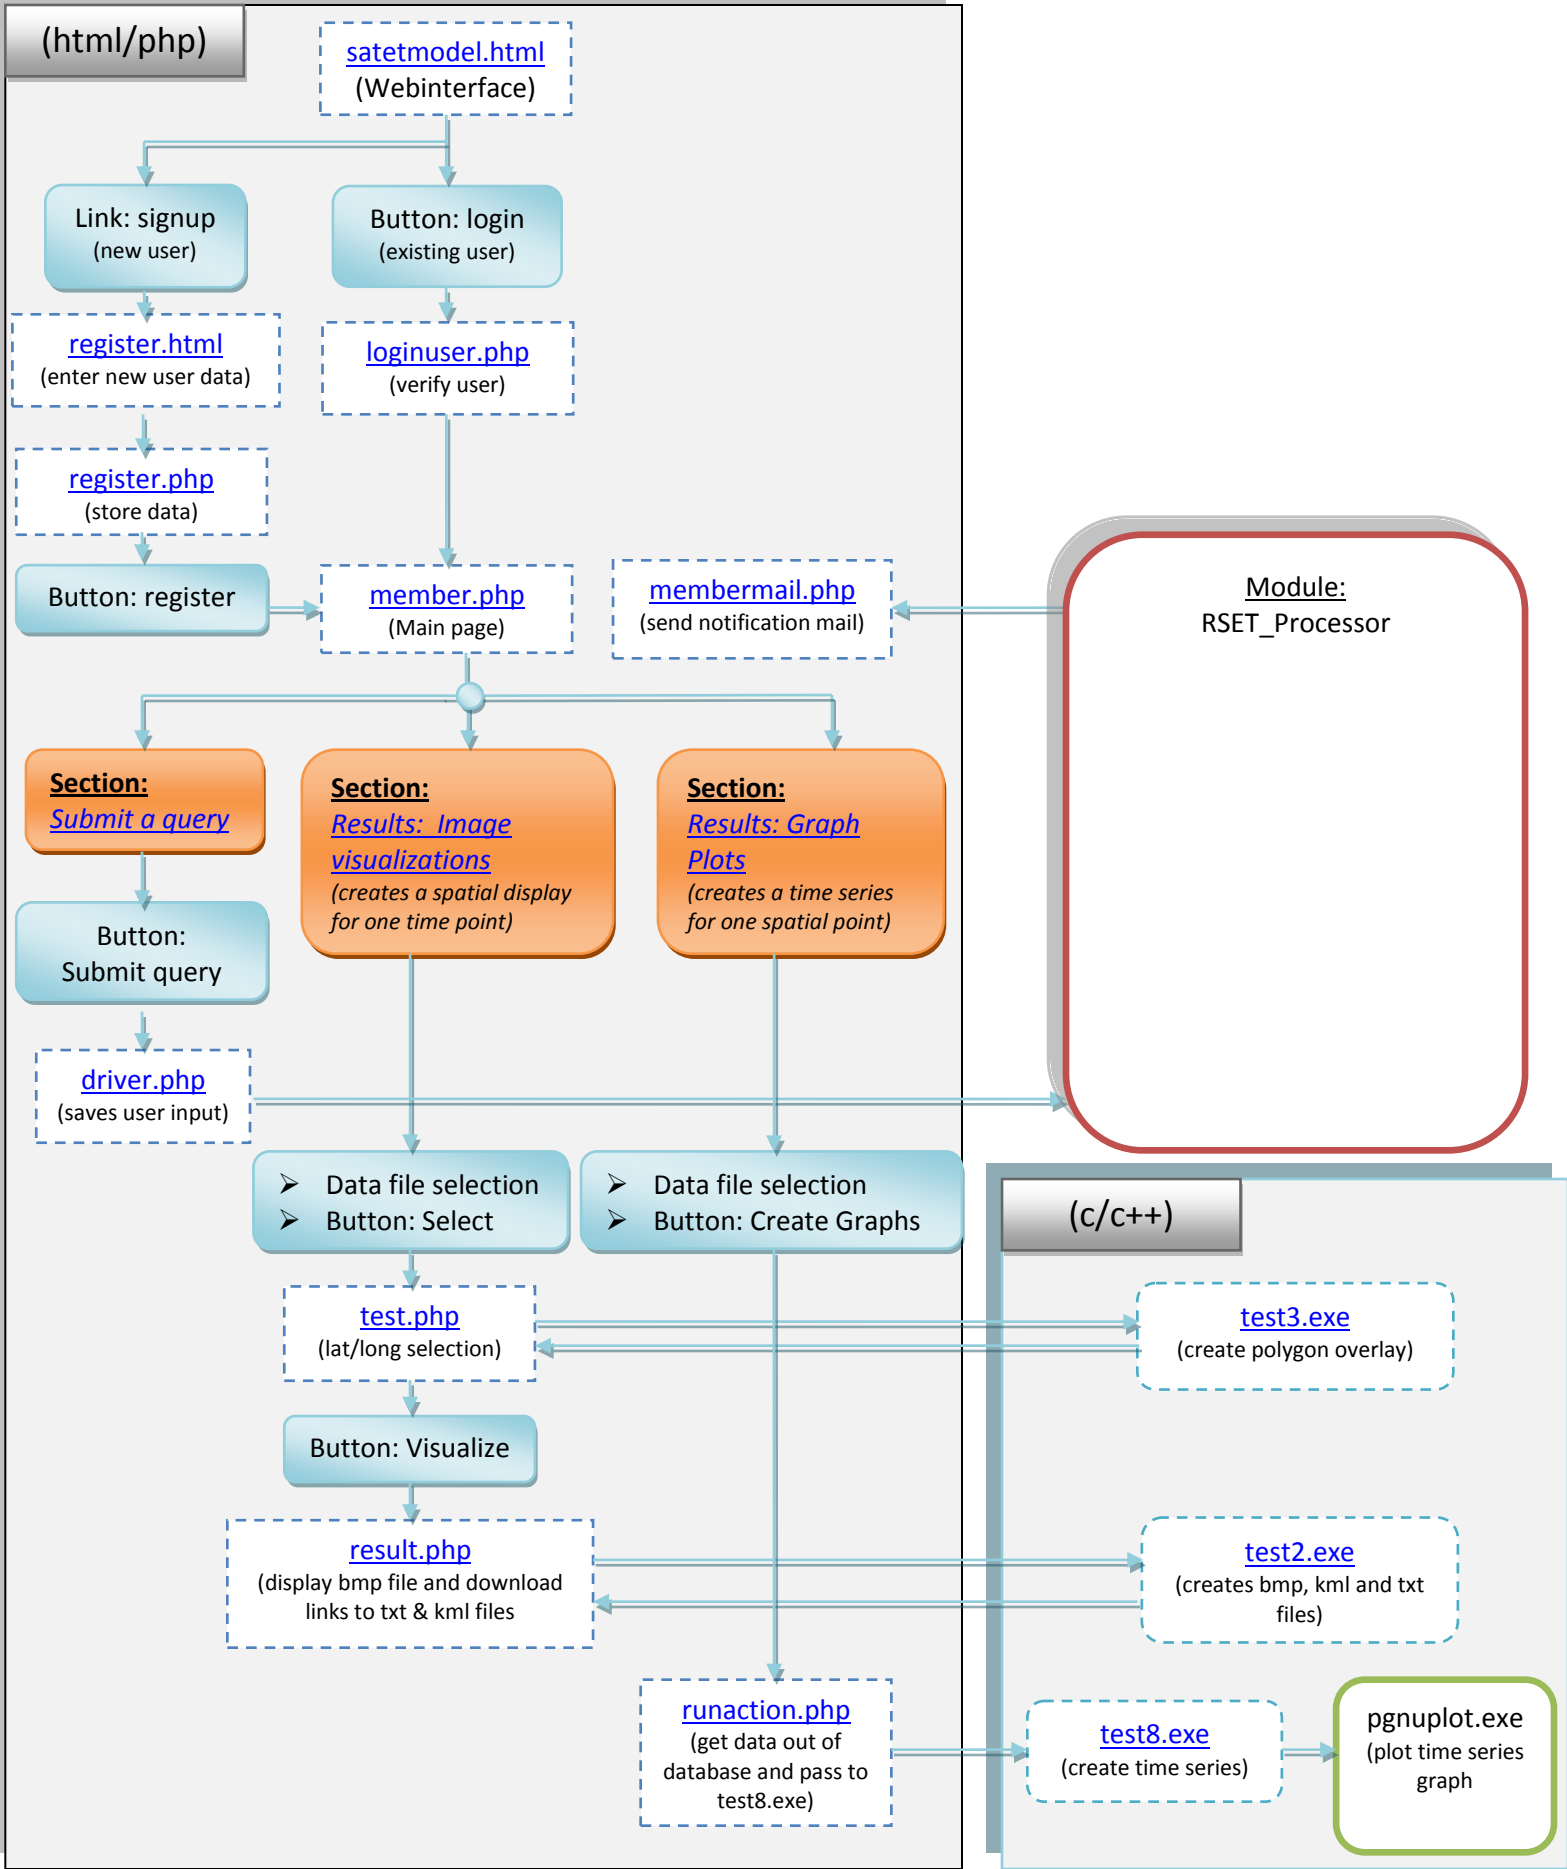 (html/php)
satetmodel.html
(Webinterface)
Link: signup
(new user)
Button: login
(existing user)
register.html
(enter new user data)
loginuser.php
(verify user)
register.php
(store data)
Button: register
member.php
(Main page)
membermail.php
(send notification mail)
Module:
RSET_Processor
Section:
Submit a query
Section:
Results:  Image
visualizations
(creates a spatial display
for one time point)
Section:
Results: Graph
Plots
(creates a time series
for one spatial point)
Button:
Submit query
driver.php
(saves user input)
➢ Data file selection
➢ Button: Select
➢ Data file selection
➢ Button: Create Graphs
(c/c++)
test.php
(lat/long selection)
test3.exe
(create polygon overlay)
Button: Visualize
result.php
(display bmp file and download
links to txt & kml files
test2.exe
(creates bmp, kml and txt
files)
runaction.php
(get data out of
database and pass to
test8.exe)
test8.exe
(create time series)
pgnuplot.exe
(plot time series
graph